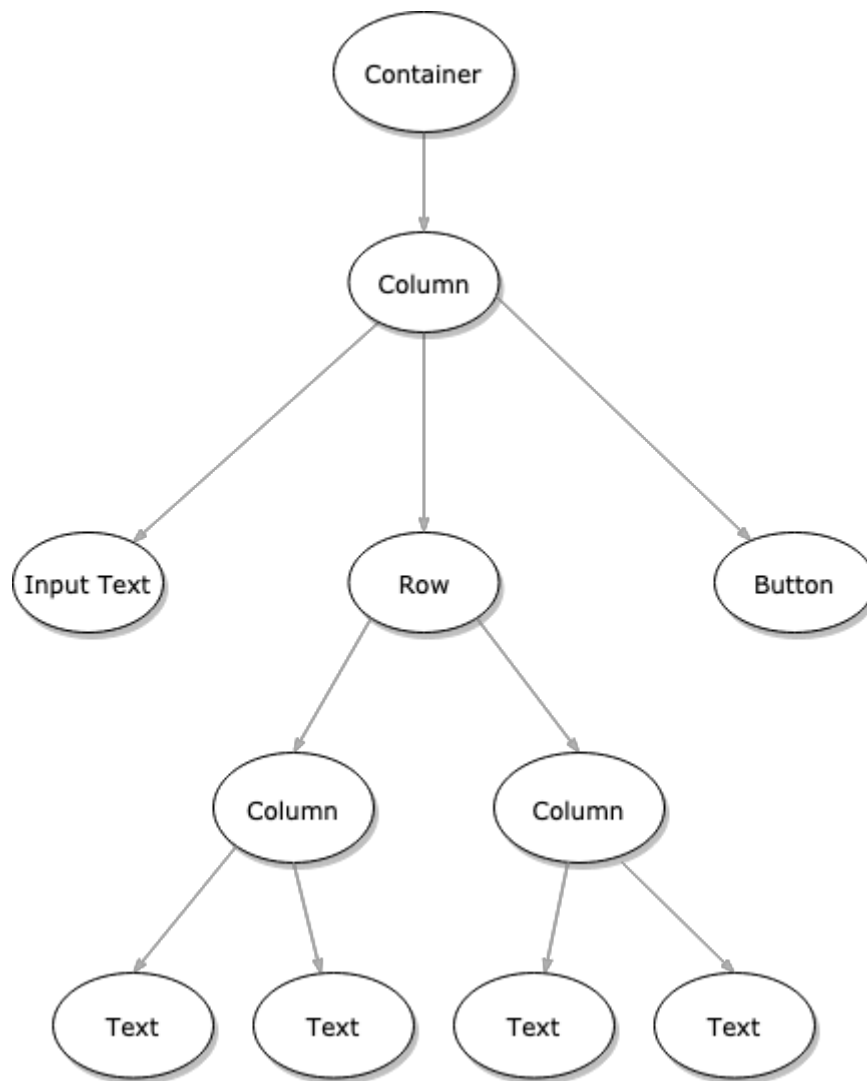 Container
Column
Input Text
Row
Button
Column
Column
Text
Text
Text
Text